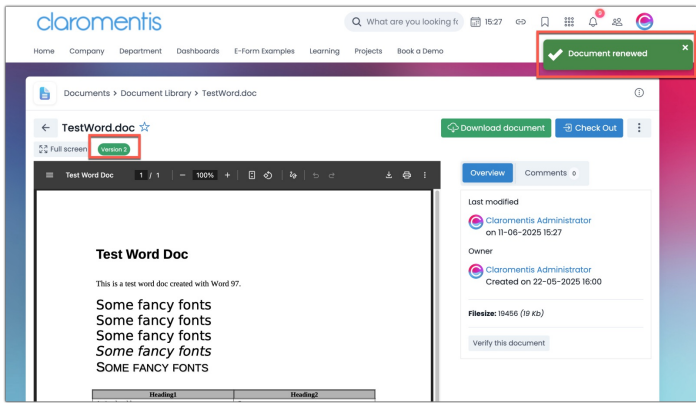 claromentis
What are you looking fo
15:27
9
Home Company Department Dashboards E-Form Examples Learning Projects Book a Demo
Document renewed
×
Documents > Document Library > TestWord.doc
TestWord.doc
Download document
Check Out
Full screen
Version 2
Test Word Doc
1 / 1
100%
Overview
Comments 0
Last modified
Claromentis Administrator
on 11-06-2025 15:27
Owner
Claromentis Administrator
Created on 22-05-2025 16:00
Filesize: 19456 (19 Kb)
Verify this document
Test Word Doc
This is a test word doc created with Word 97.
Some fancy fonts
Some fancy fonts
Some fancy fonts
Some fancy fonts
SOME FANCY FONTS
Heading1 Heading2